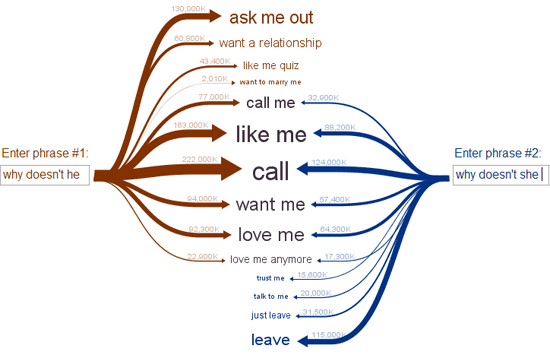 130,000K
ask me out
60,800K
want a relationship
43,400K
like me quiz
2,010K
want to marry me
77,000K
call me
32,900K
163,000K
like me
88,200K
Enter phrase #1:
why doesn't he
222,000K
call
124,000K
Enter phrase #2:
why doesn't she
94,000K
want me
57,400K
92,300K
love me
64,300K
22,900K
love me anymore
17,300K
trust me
15,600K
talk to me
20,000K
just leave
31,500K
leave
115,000K